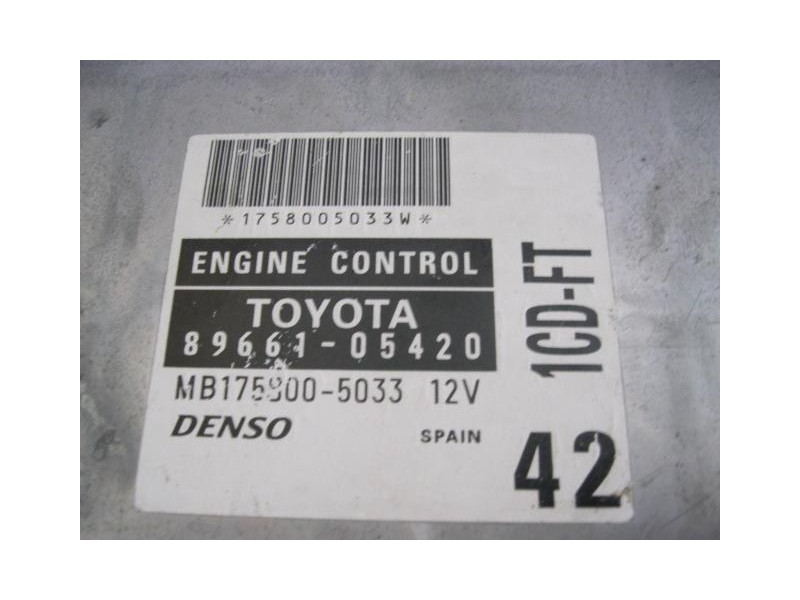 *1758005033W*
ENGINE CONTROL
TOYOTA
89661-05420
MB175800-5033 12V
DENSO SPAIN
1CD-FT
42